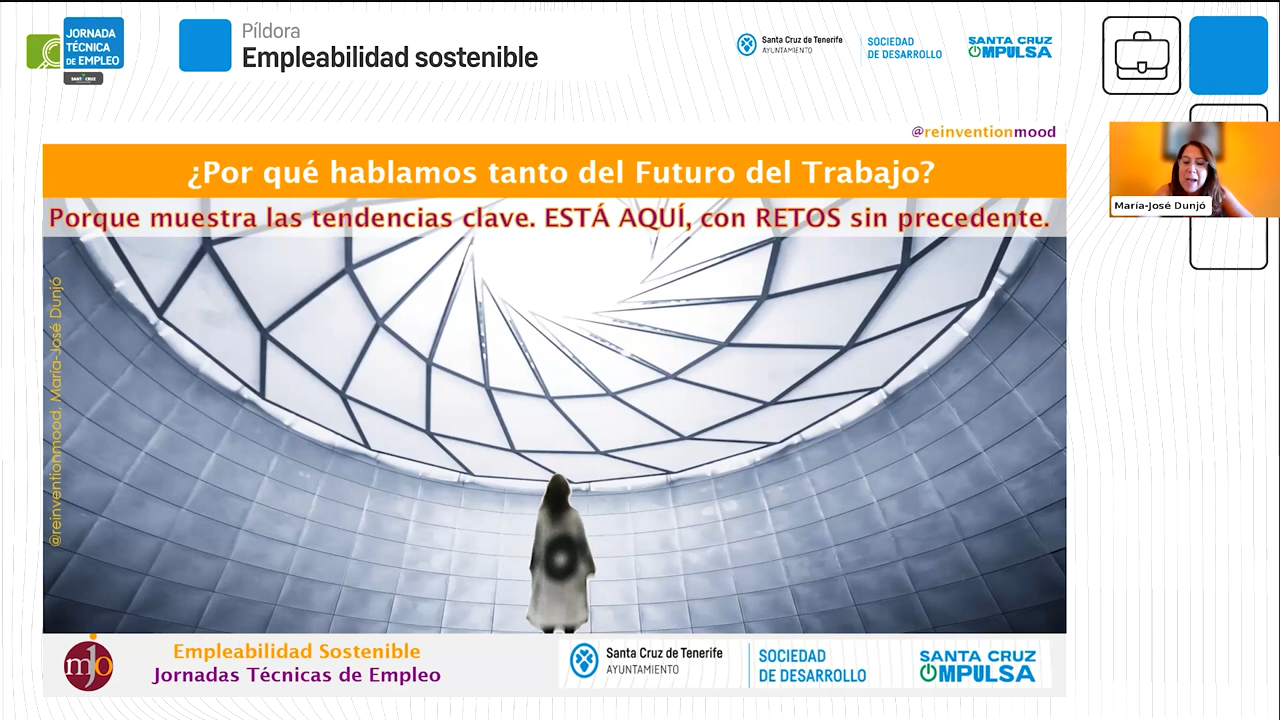 JORNADA
TÉCNICA
DE EMPLEO
Píldora
Empleabilidad sostenible
Santa Cruz de Tenerife
AYUNTAMIENTO
SOCIEDAD
DE DESARROLLO
SANTA CRUZ
OMPULSA
@reinventionmood
¿Por qué hablamos tanto del Futuro del Trabajo?
Porque muestra las tendencias clave. ESTÁ AQUÍ, con RETOS sin precedente.
María-José Dunjó
@reinventionmood, María-José Dunjó
mjo
Empleabilidad Sostenible
Jornadas Técnicas de Empleo
Santa Cruz de Tenerife
AYUNTAMIENTO
SOCIEDAD
DE DESARROLLO
SANTA CRUZ
OMPULSA